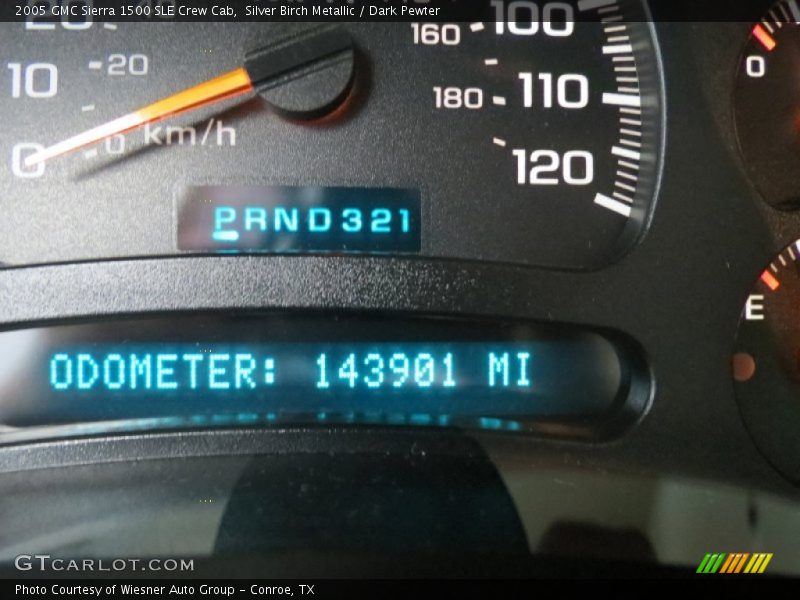 2005 GMC Sierra 1500 SLE Crew Cab, Silver Birch Metallic / Dark Pewter
20 160 100
10 20 0
180 110
km/h
0 0 120
PRND321
E
ODOMETER: 143901 MI
GTCARLOT.COM
Photo Courtesy of Wiesner Auto Group - Conroe, TX